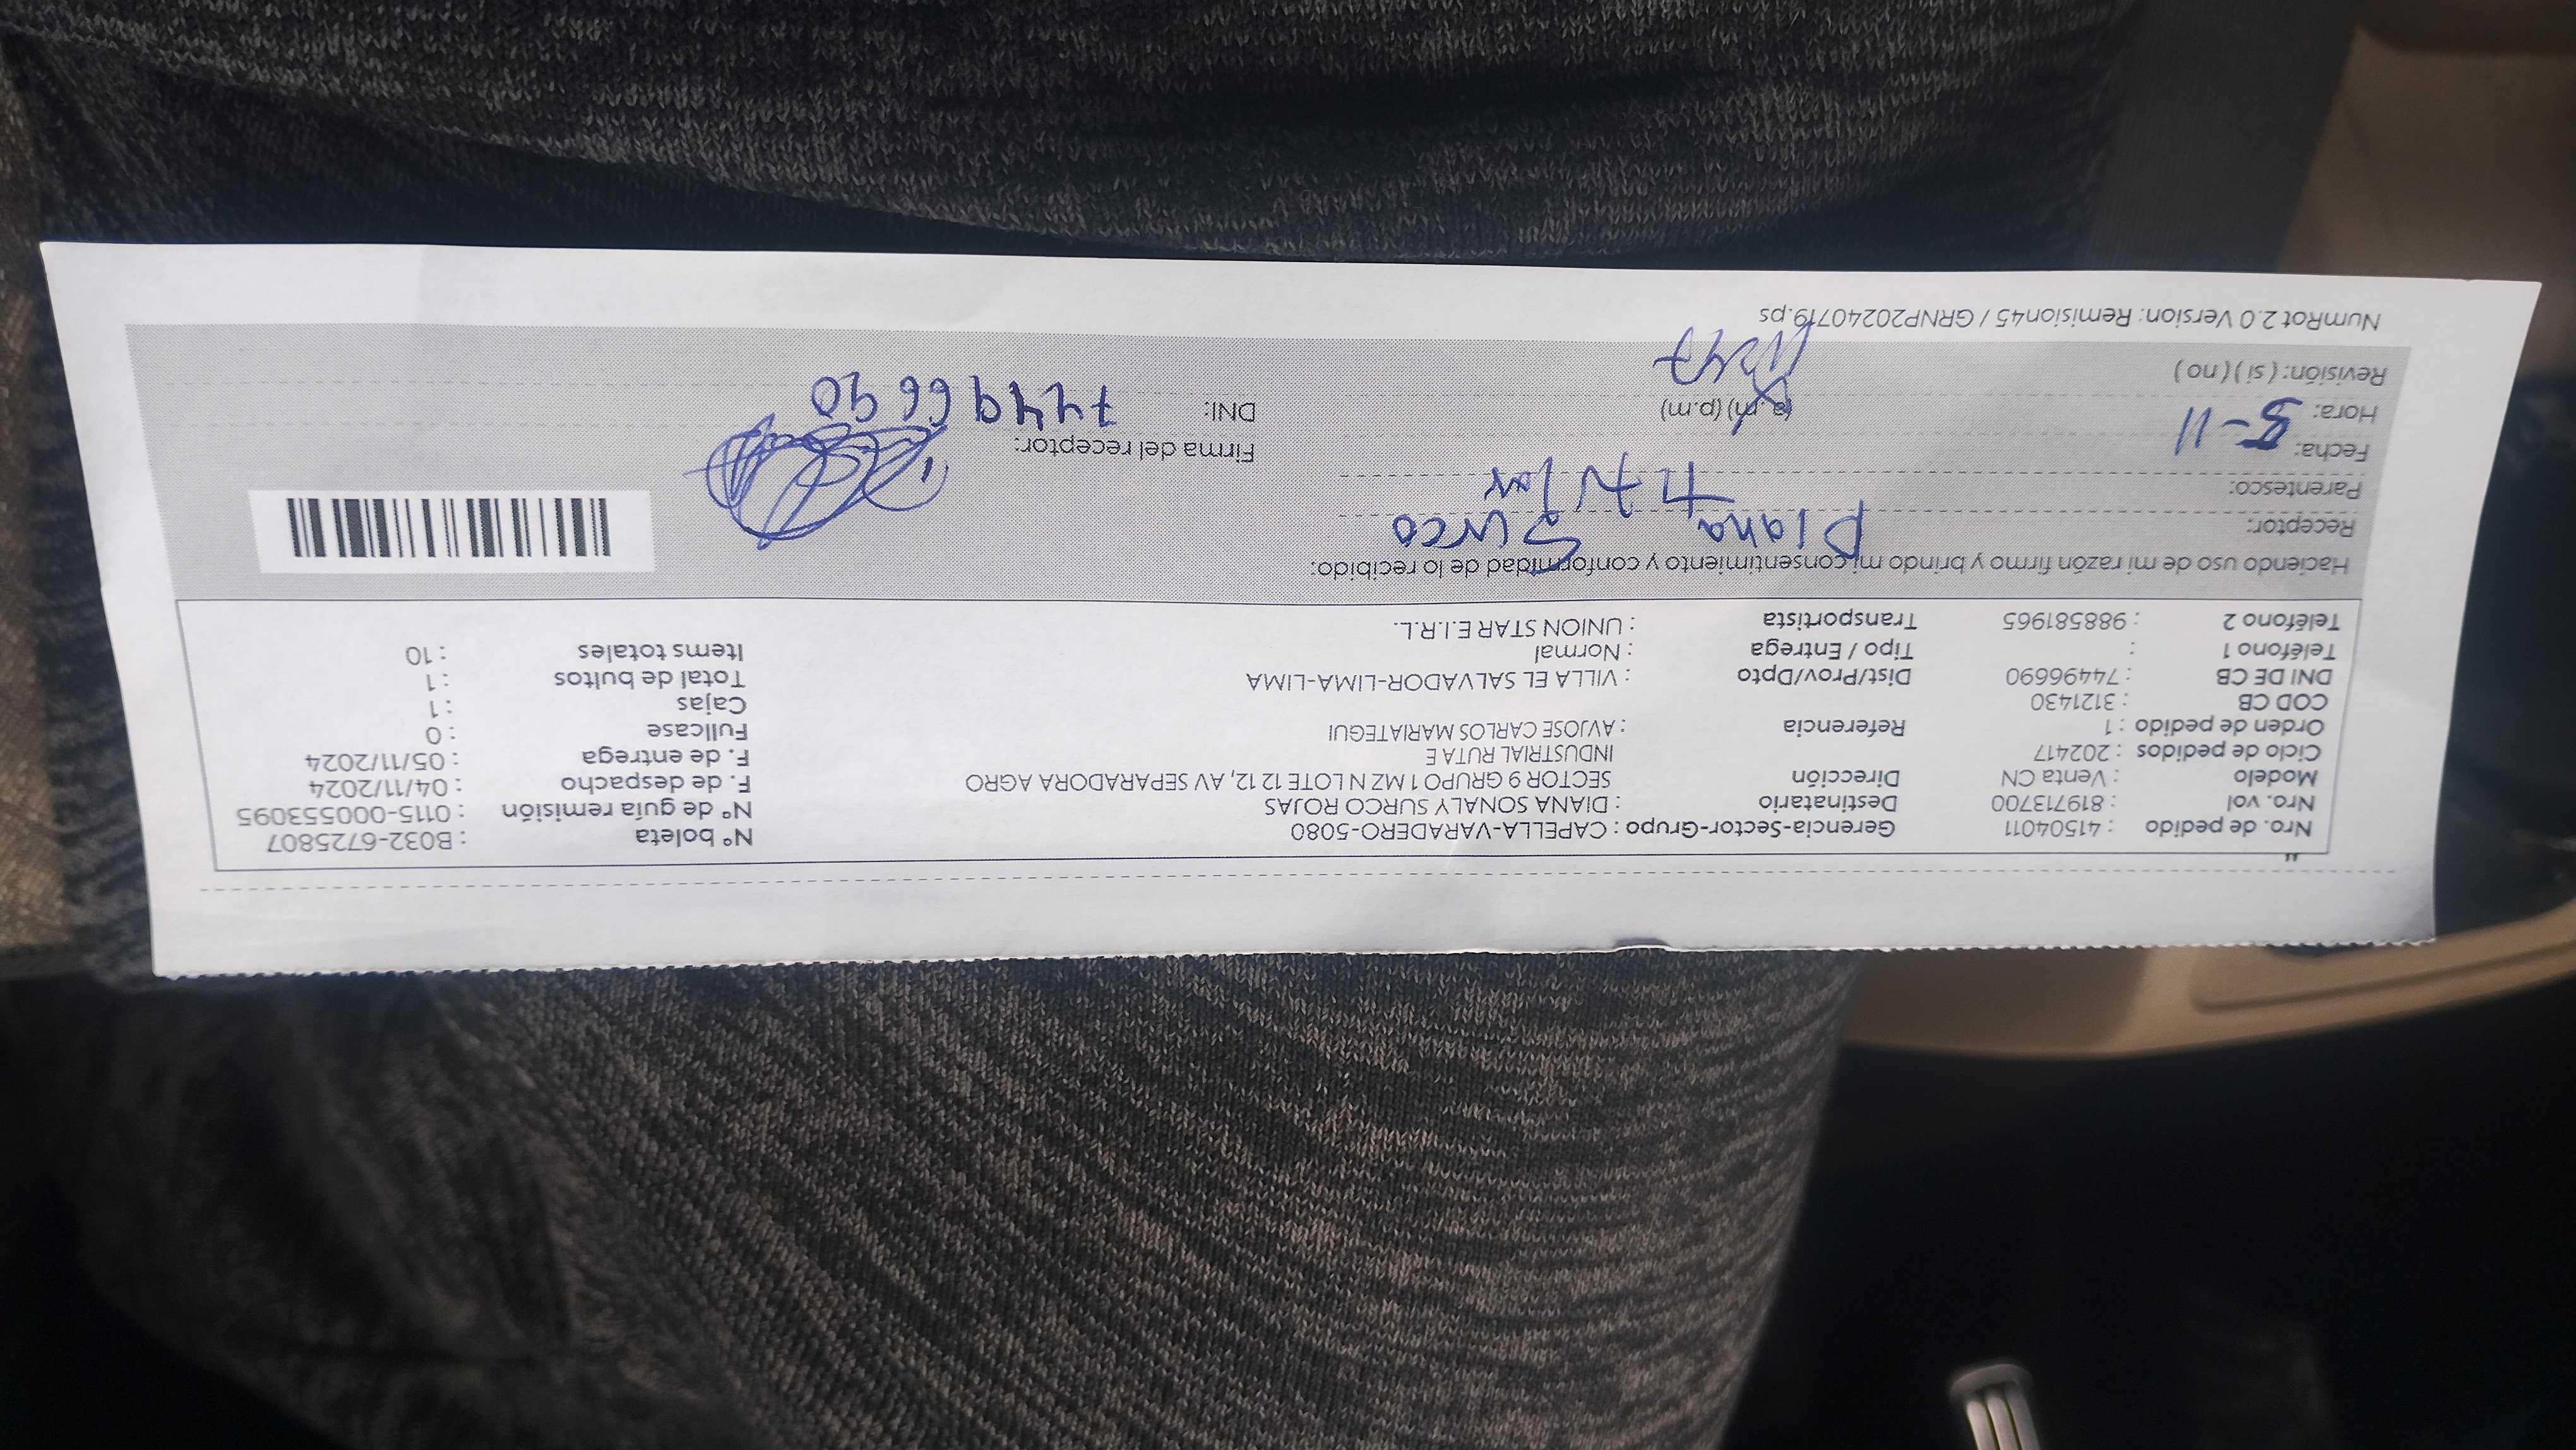 Nro. de pedido : 41504011 Gerencia-Sector-Grupo : CAPELLA-VARADERO-5080 N° boleta : B032-6725807
Nro. vol : 819713700 Destinatario : DIANA SONALY SURCO ROJAS N° de guía remisión : 0115-000553095
Modelo : Venta CN Dirección SECTOR 9 GRUPO 1 MZ N LOTE 12 12, AV SEPARADORA AGRO F. de despacho : 04/11/2024
Ciclo de pedidos : 202417 INDUSTRIAL RUTA E F. de entrega : 05/11/2024
Orden de pedido : 1 Referencia : AVJOSE CARLOS MARIATEGUI Fullcase : 0
COD CB : 3121430 Cajas : 1
DNI DE CB : 74496690 Dist/Prov/Dpto : VILLA EL SALVADOR-LIMA-LIMA Total de bultos : 1
Teléfono 1 : Tipo / Entrega : Normal Items totales : 10
Teléfono 2 : 988581965 Transportista : UNION STAR E.I.R.L.
Haciendo uso de mi razón firmo y brindo mi consentimiento y conformidad de lo recibido:
Receptor: Diana Surco
Parentesco: Titular
Fecha: 5-11 Firma del receptor:
Hora: (a.m) (p.m) DNI: 74496690
Revisión: ( si ) ( no )
NumRot 2.0 Version: Remision45 / GRNP20240719.ps